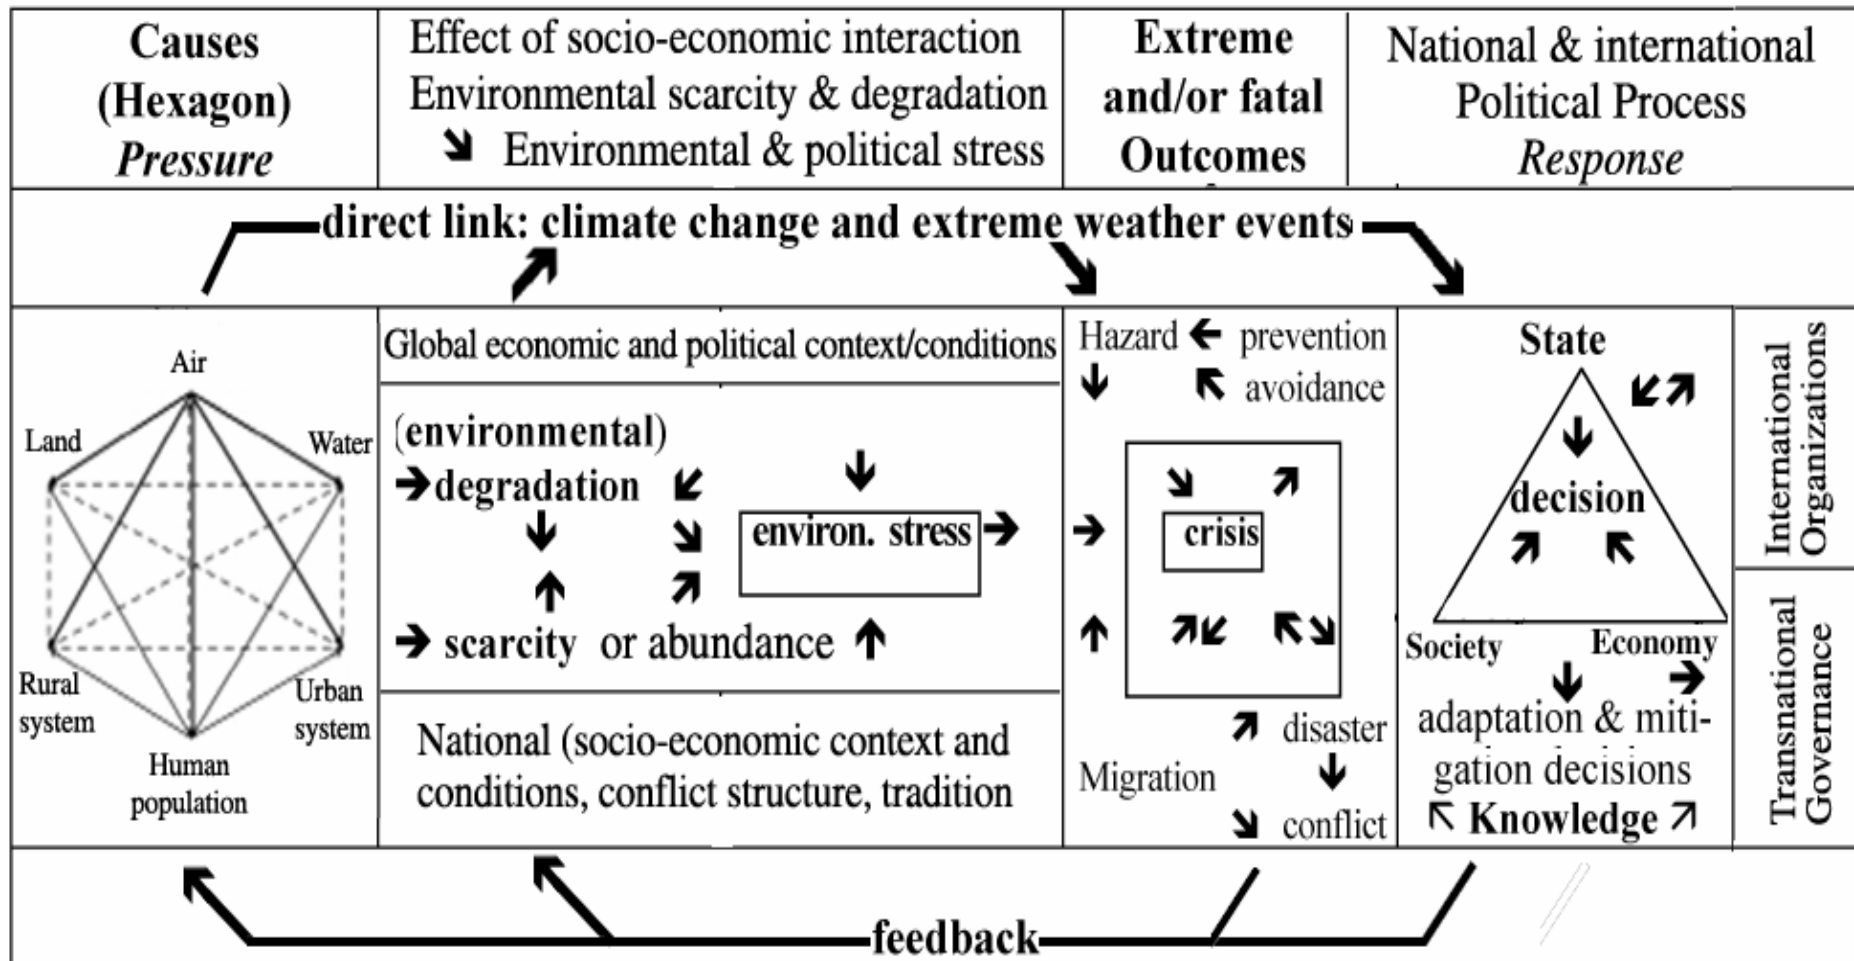 Causes
(Hexagon)
Pressure
Effect of socio-economic interaction
Environmental scarcity & degradation
Environmental & political stress
Extreme
and/or fatal
Outcomes
National & international
Political Process
Response
direct link: climate change and extreme weather events
Air
Land
Water
Rural
system
Urban
system
Human
population
Global economic and political context/conditions
(environmental)
degradation
environ. stress
scarcity or abundance
National (socio-economic context and
conditions, conflict structure, tradition
Hazard
prevention
avoidance
crisis
disaster
Migration
conflict
State
decision
Society
Economy
adaptation & miti-
gation decisions
Knowledge
International
Organizations
Transnational
Governance
feedback